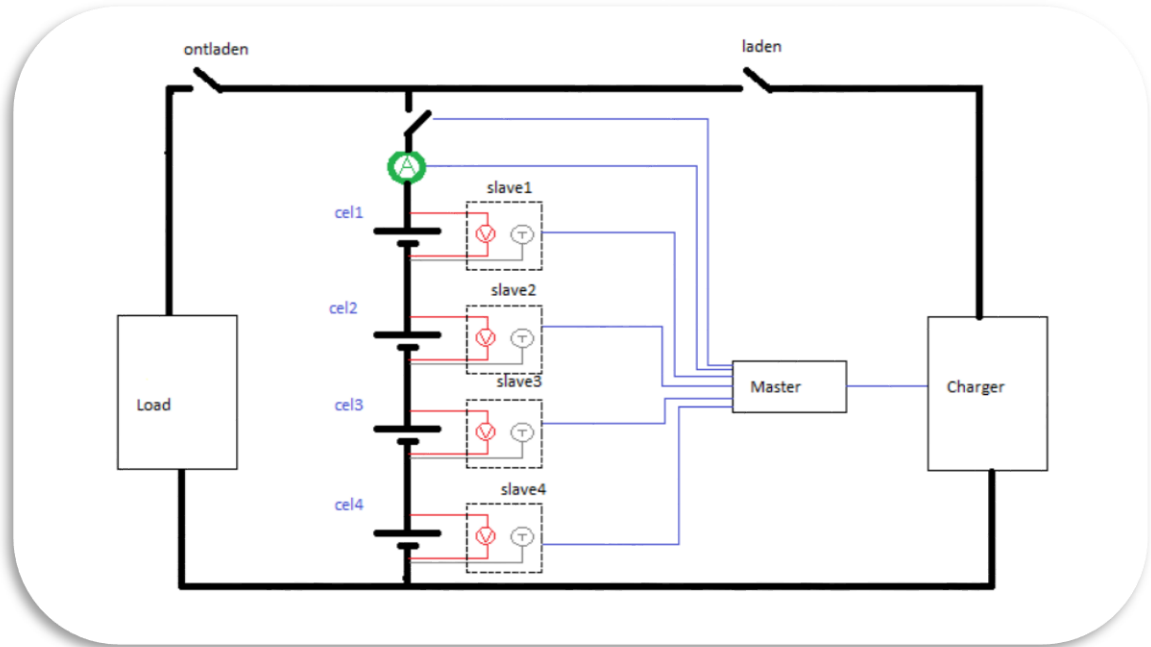 ontladen
laden
A
slave1
cel1
V
T
slave2
cel2
V
T
slave3
cel3
V
T
Load
Master
Charger
slave4
cel4
V
T